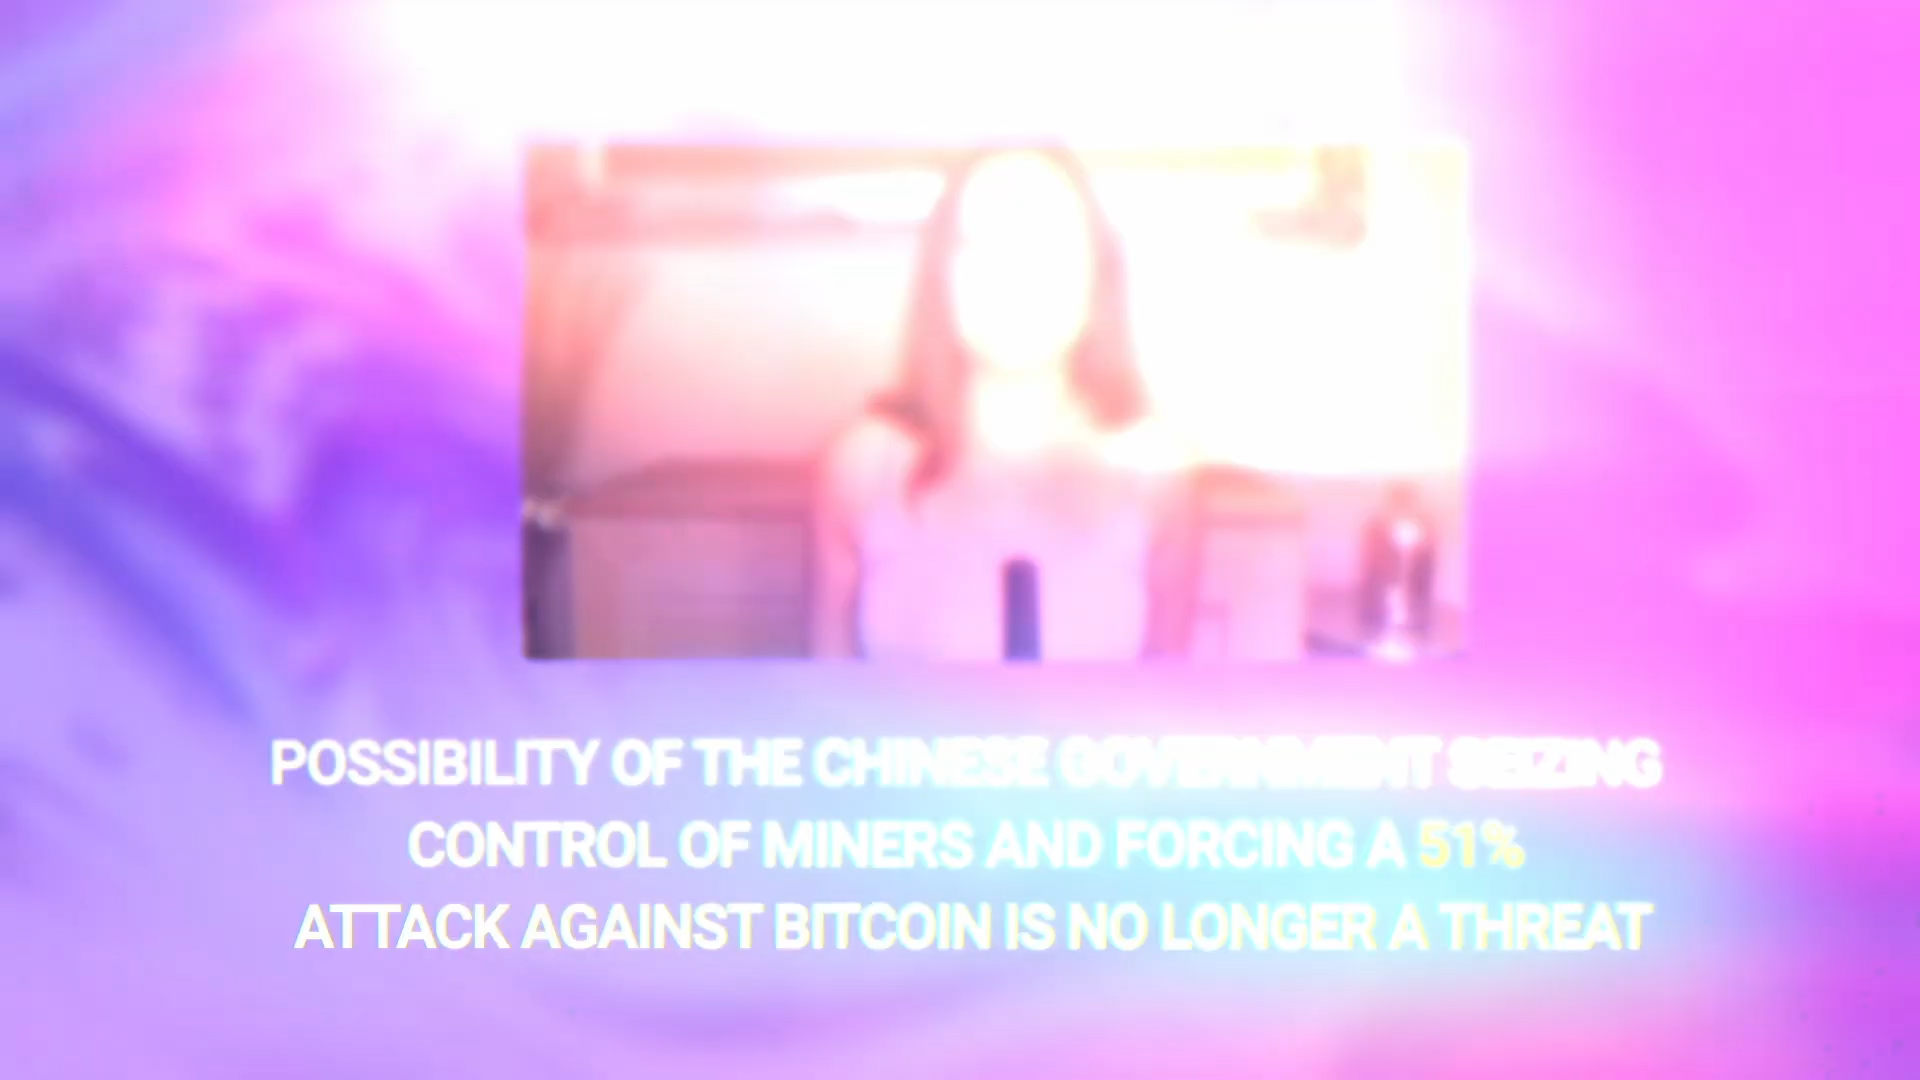 POSSIBILITY OF THE CHINESE GOVERNMENT SEIZING
CONTROL OF MINERS AND FORCING A 51%
ATTACK AGAINST BITCOIN IS NO LONGER A THREAT